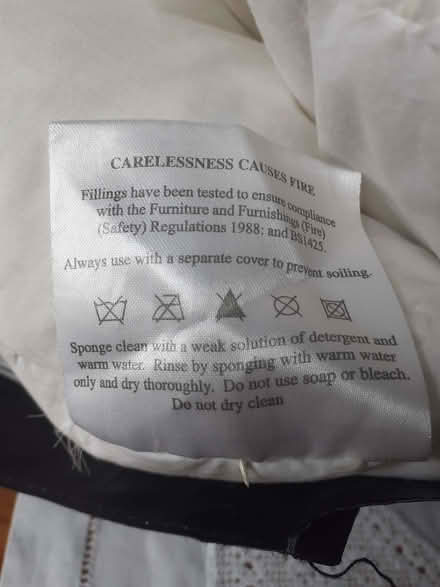 CARELESSNESS CAUSES FIRE
Fillings have been tested to ensure compliance
with the Furniture and Furnishings (Fire)
(Safety) Regulations 1988; and BS1425.
Always use with a separate cover to prevent soiling.
Sponge clean with a weak solution of detergent and
warm water. Rinse by sponging with warm water
only and dry thoroughly. Do not use soap or bleach.
Do not dry clean